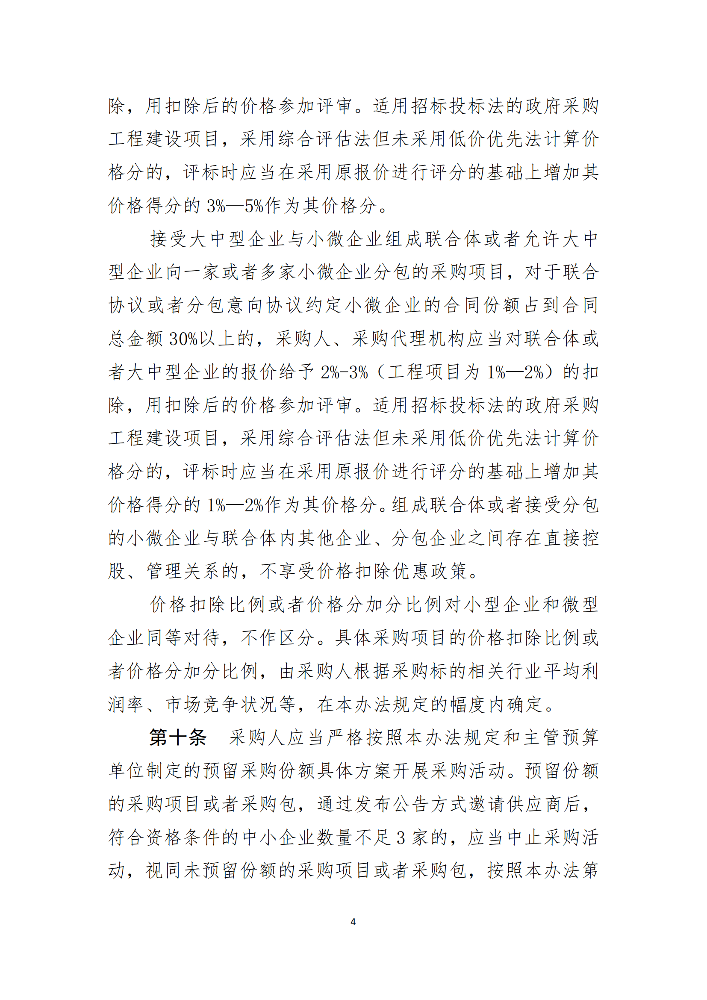 除，用扣除后的价格参加评审。适用招标投标法的政府采购
工程建设项目，采用综合评估法但未采用低价优先法计算价
格分的，评标时应当在采用原报价进行评分的基础上增加其
价格得分的 3%—5%作为其价格分。
接受大中型企业与小微企业组成联合体或者允许大中
型企业向一家或者多家小微企业分包的采购项目，对于联合
协议或者分包意向协议约定小微企业的合同份额占到合同
总金额 30%以上的，采购人、采购代理机构应当对联合体或
者大中型企业的报价给予 2%-3%（工程项目为 1%—2%）的扣
除，用扣除后的价格参加评审。适用招标投标法的政府采购
工程建设项目，采用综合评估法但未采用低价优先法计算价
格分的，评标时应当在采用原报价进行评分的基础上增加其
价格得分的 1%—2%作为其价格分。组成联合体或者接受分包
的小微企业与联合体内其他企业、分包企业之间存在直接控
股、管理关系的，不享受价格扣除优惠政策。
价格扣除比例或者价格分加分比例对小型企业和微型
企业同等对待，不作区分。具体采购项目的价格扣除比例或
者价格分加分比例，由采购人根据采购标的相关行业平均利
润率、市场竞争状况等，在本办法规定的幅度内确定。
第十条　采购人应当严格按照本办法规定和主管预算
单位制定的预留采购份额具体方案开展采购活动。预留份额
的采购项目或者采购包，通过发布公告方式邀请供应商后，
符合资格条件的中小企业数量不足 3 家的，应当中止采购活
动，视同未预留份额的采购项目或者采购包，按照本办法第
4